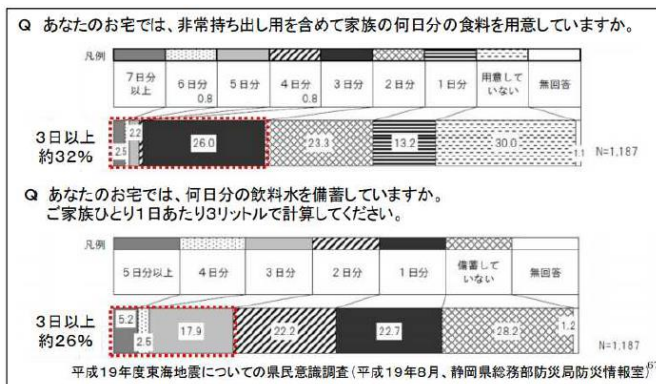 Q あなたのお宅では、非常持ち出し用を含めて家族の何日分の食料を用意していますか。
凡例
7日分以上 6日分 5日分 4日分 3日分 2日分 1日分 用意していない 無回答
0.8 0.8
3日以上
約32%
2.5 2.2 26.0 23.3 13.2 30.0 1.1 N=1,187
Q あなたのお宅では、何日分の飲料水を備蓄していますか。
ご家族ひとり1日あたり3リットルで計算してください。
凡例
5日分以上 4日分 3日分 2日分 1日分 備蓄していない 無回答
3日以上
約26%
5.2 2.5 17.9 22.2 22.7 28.2 1.2 N=1,187
平成19年度東海地震についての県民意識調査(平成19年8月、静岡県総務部防災局防災情報室)